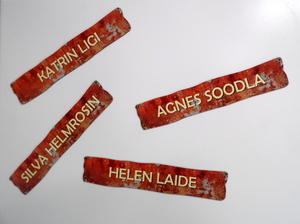 KATRIN LIGI
AGNES SOODLA
SILVA HELMROSIN
HELEN LAIDE